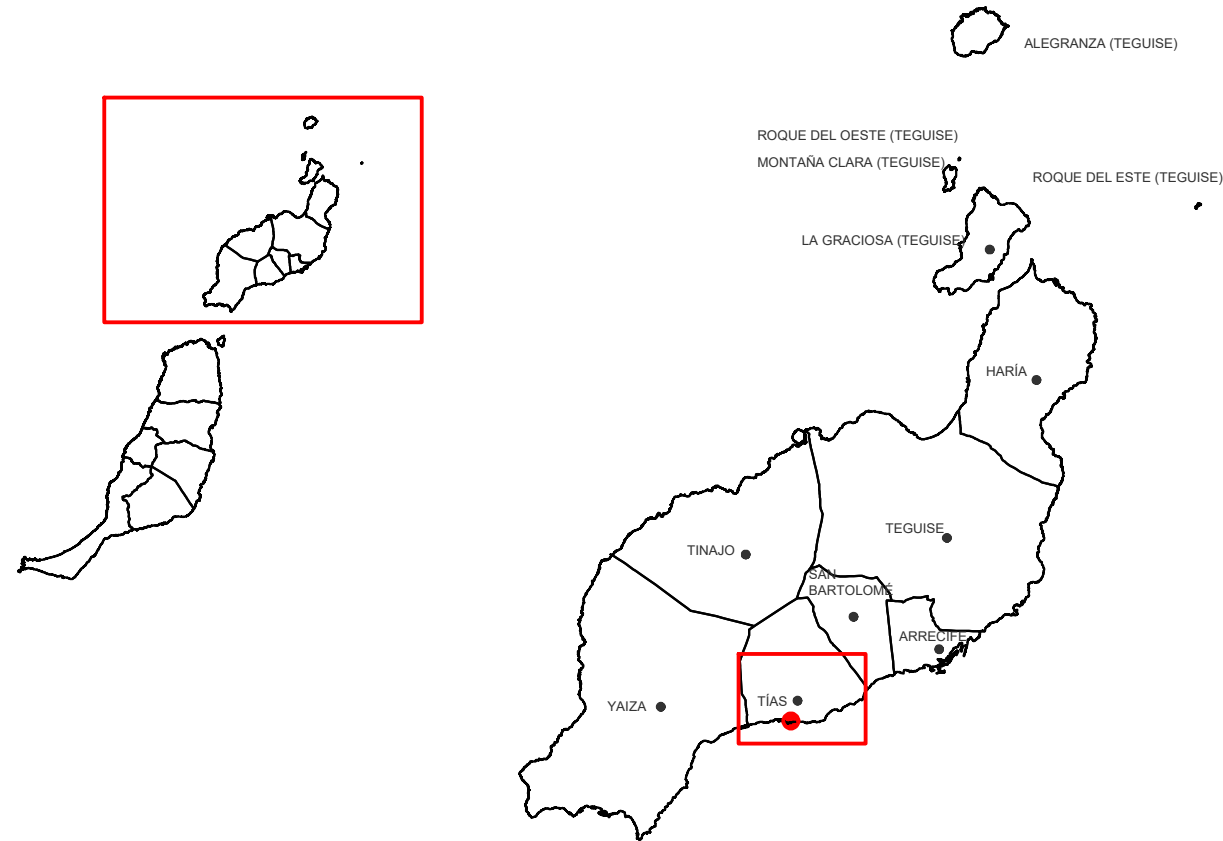 ALEGRANZA (TEGUISE)
ROQUE DEL OESTE (TEGUISE)
MONTAÑA CLARA (TEGUISE)
ROQUE DEL ESTE (TEGUISE)
LA GRACIOSA (TEGUISE)
HARÍA
TEGUISE
TINAJO
SAN
BARTOLOMÉ
ARRECIFE
TÍAS
YAIZA